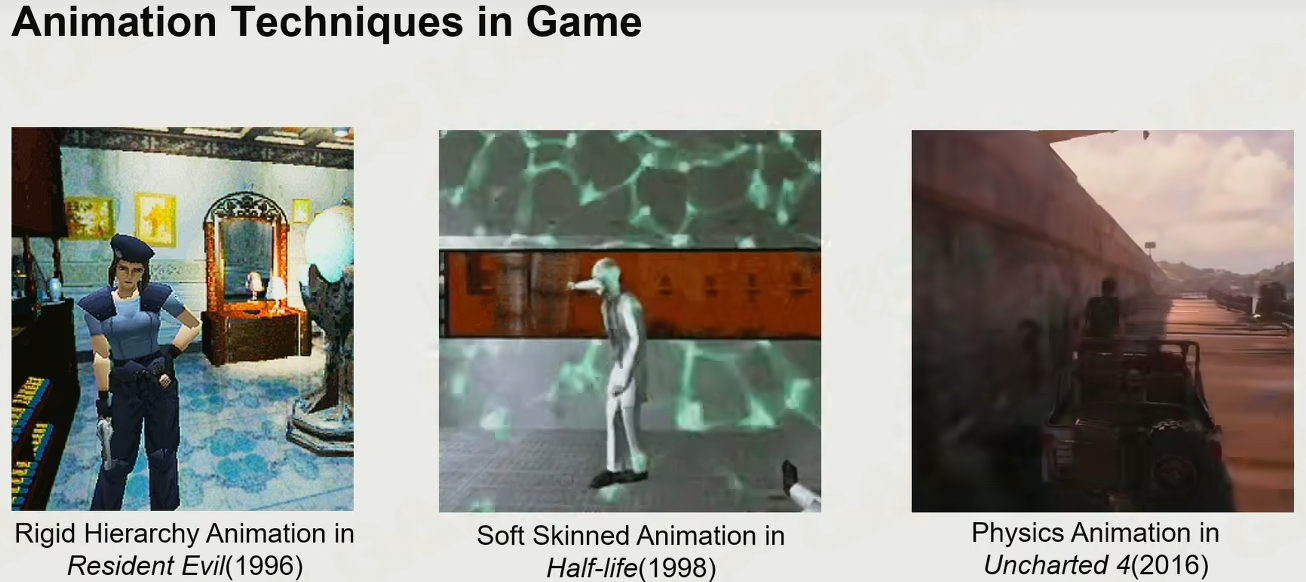 Animation Techniques in Game
Rigid Hierarchy Animation in
Resident Evil(1996)
Soft Skinned Animation in
Half-life(1998)
Physics Animation in
Uncharted 4(2016)